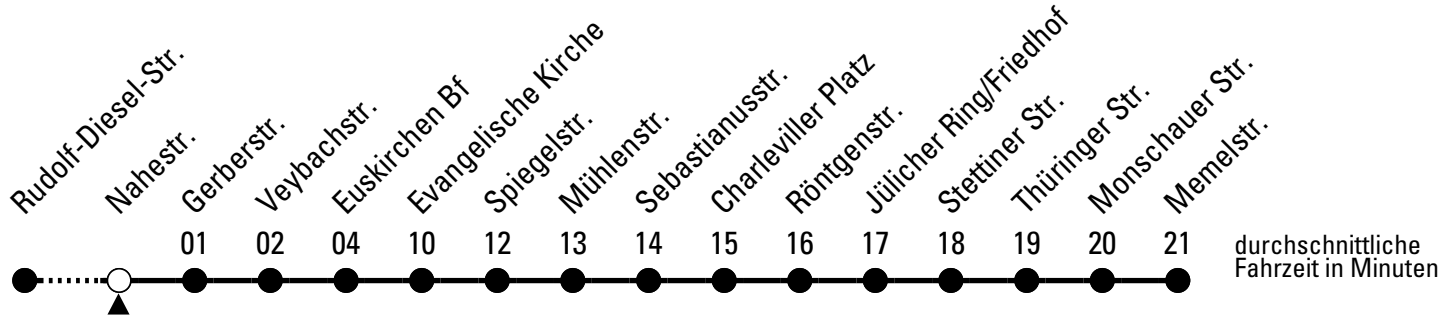 Rudolf-Diesel-Str.
Nahestr.
Gerberstr.
Veybachstr.
Euskirchen Bf
Evangelische Kirche
Spiegelstr.
Mühlenstr.
Sebastianusstr.
Charleviller Platz
Röntgenstr.
Jülicher Ring/Friedhof
Stettiner Str.
Thüringer Str.
Monschauer Str.
Memelstr.
01 02 04 10 12 13 14 15 16 17 18 19 20 21
durchschnittliche
Fahrzeit in Minuten